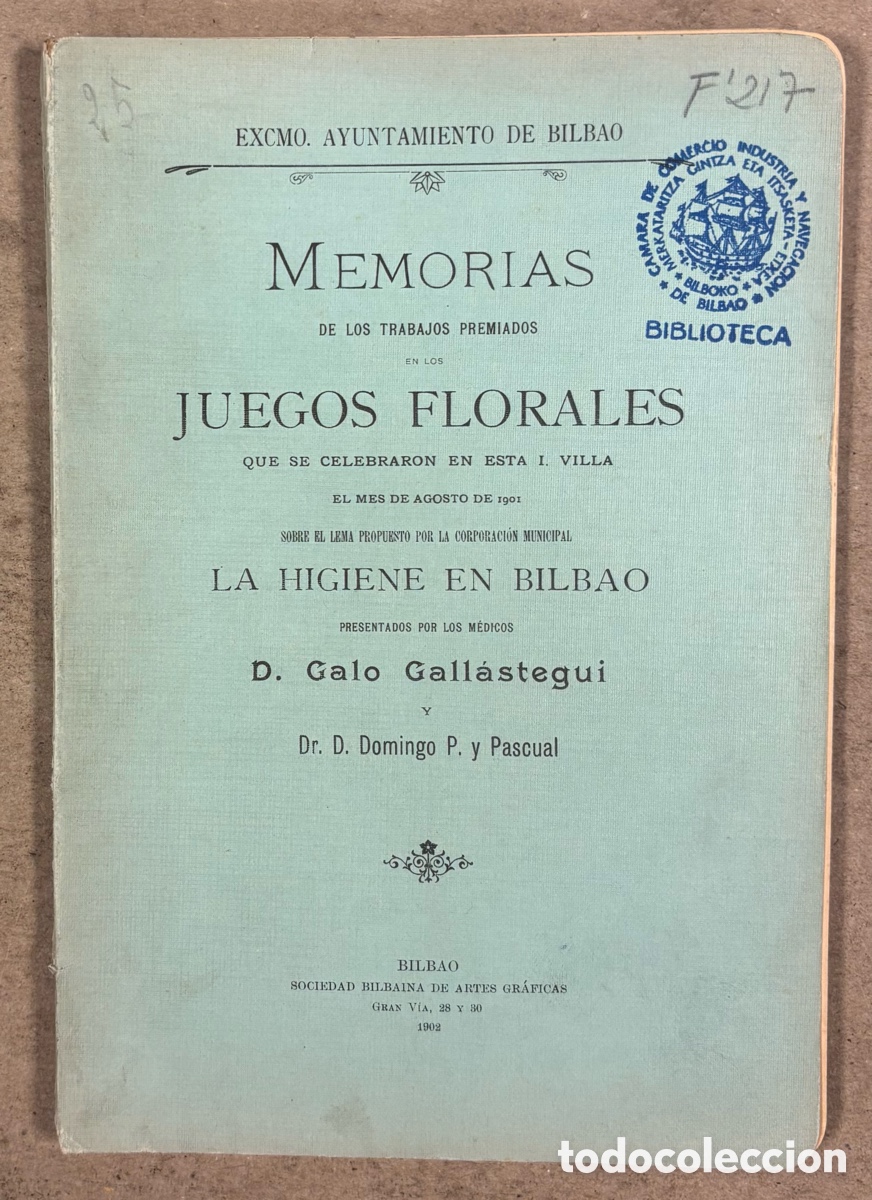 25
F'217
EXCMO. AYUNTAMIENTO DE BILBAO
CAMARA DE COMERCIO INDUSTRIA Y NAVEGACION
DE BILBAO
MERKATARITZA GINTZA ETA ITSASKETA-ETXEA
BILBOKO
BIBLIOTECA
MEMORIAS
DE LOS TRABAJOS PREMIADOS
EN LOS
JUEGOS FLORALES
QUE SE CELEBRARON EN ESTA I. VILLA
EL MES DE AGOSTO DE 1901
SOBRE EL LEMA PROPUESTO POR LA CORPORACIÓN MUNICIPAL
LA HIGIENE EN BILBAO
PRESENTADOS POR LOS MÉDICOS
D. Galo Gallástegui
Y
Dr. D. Domingo P. y Pascual
BILBAO
SOCIEDAD BILBAINA DE ARTES GRÁFICAS
GRAN VÍA, 28 Y 30
1902
todocoleccion